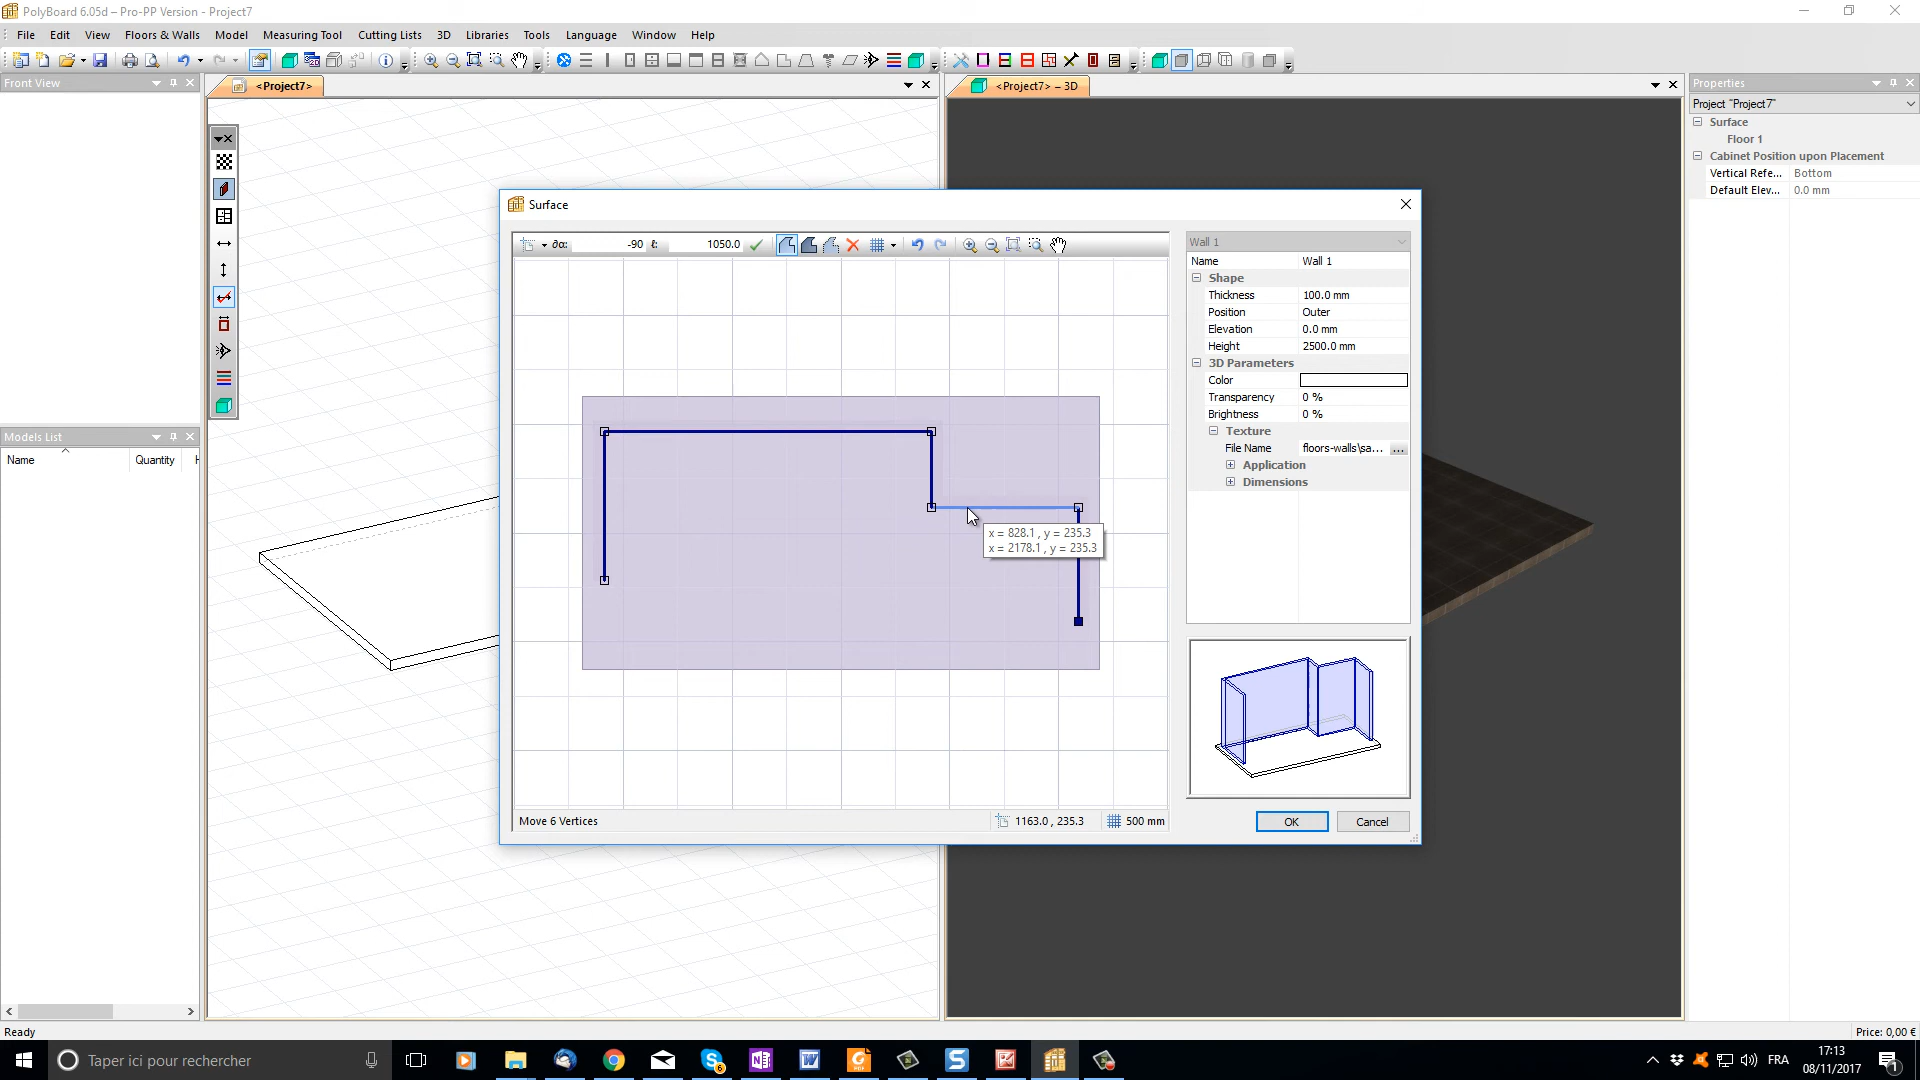 PolyBoard 6.05d – Pro-PP Version - Project7
File Edit View Floors & Walls Model Measuring Tool Cutting Lists 3D Libraries Tools Language Window Help
Front View
<Project7>
<Project7> – 3D
Properties
Project "Project7"
Surface
Floor 1
Cabinet Position upon Placement
Vertical Refe... Bottom
Default Elev... 0.0 mm
Models List
Name Quantity H
Surface
∂α: -90 ℓ: 1050.0
Wall 1
Name Wall 1
Shape
Thickness 100.0 mm
Position Outer
Elevation 0.0 mm
Height 2500.0 mm
3D Parameters
Color
Transparency 0 %
Brightness 0 %
Texture
File Name floors-walls\sa... ...
Application
Dimensions
x = 828.1 , y = 235.3
x = 2178.1 , y = 235.3
Move 6 Vertices
1163.0 , 235.3
500 mm
OK
Cancel
Ready
Price: 0,00 €
Taper ici pour rechercher
6
FRA
17:13
08/11/2017
1